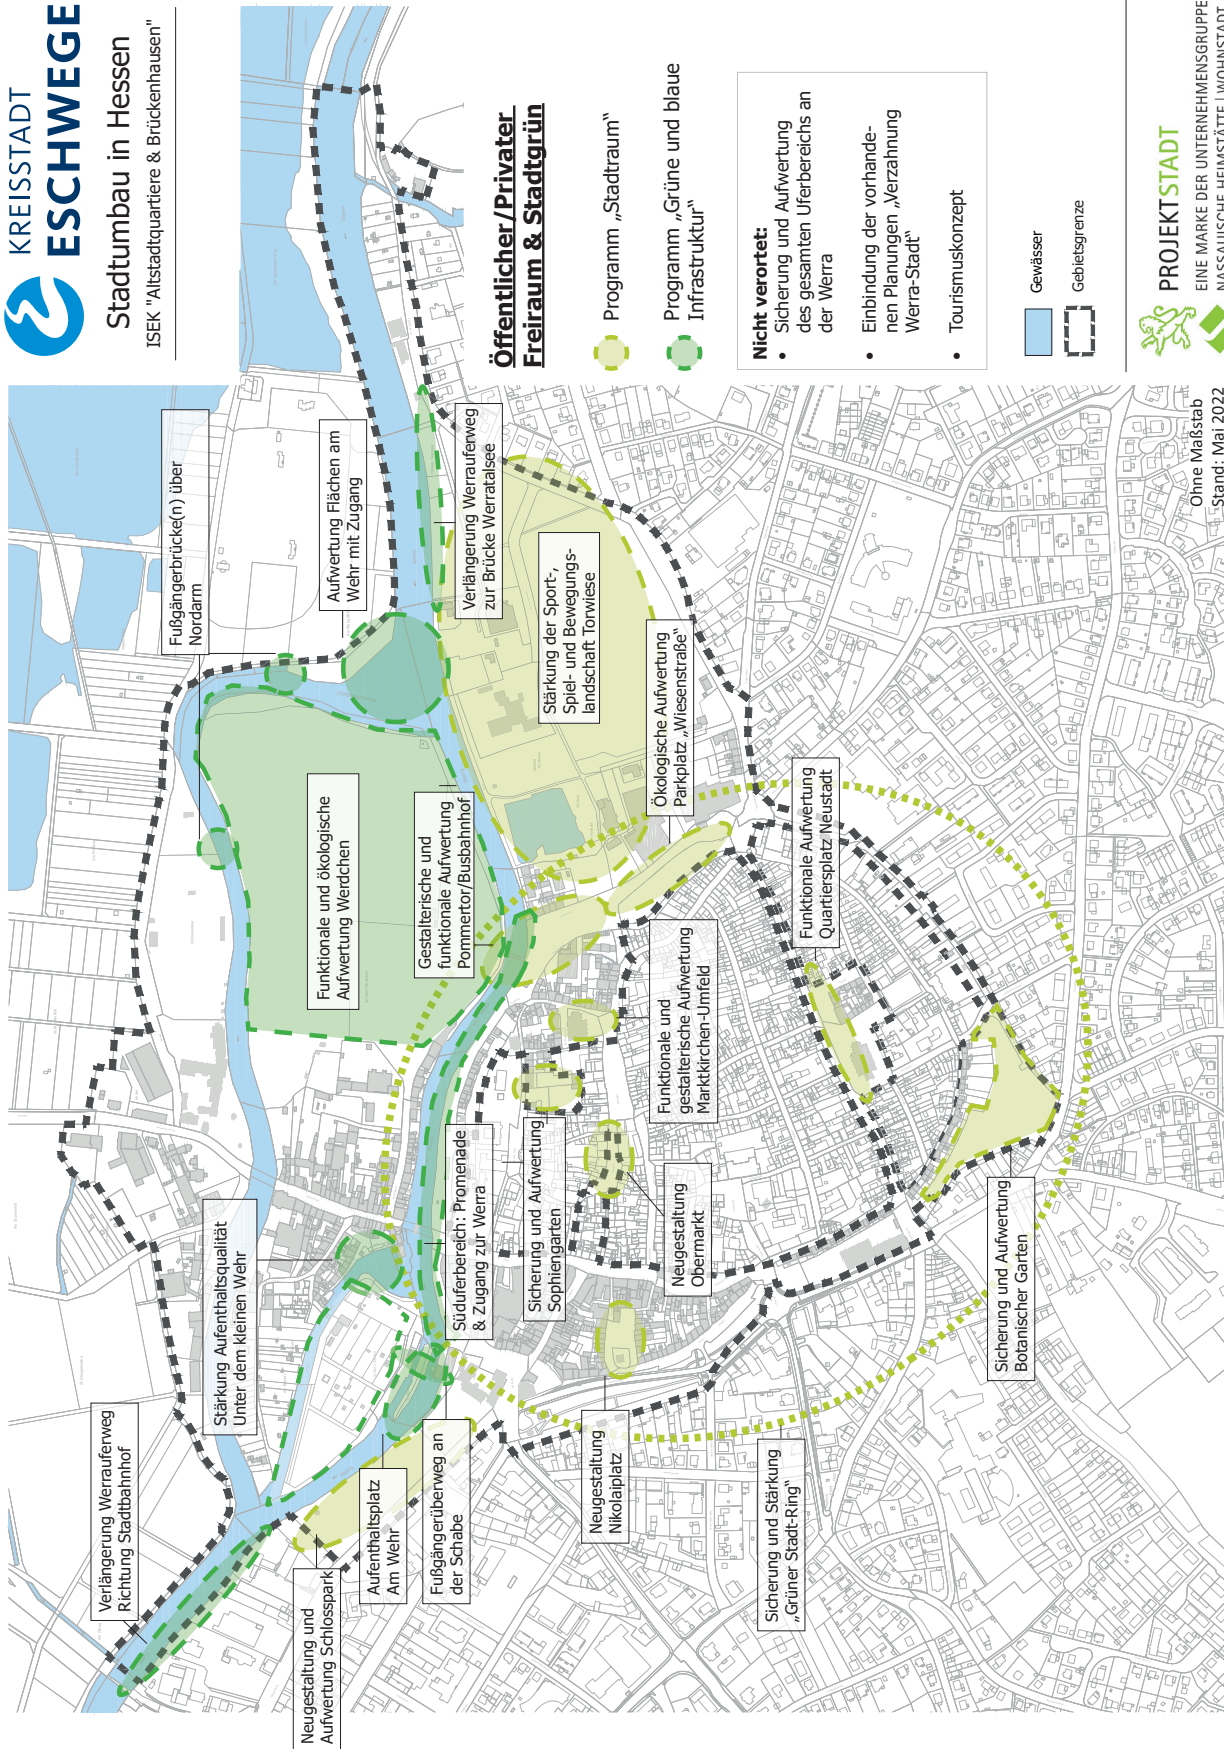 KREISSTADT
ESCHWEGE
Stadtumbau in Hessen
ISEK "Altstadtquartiere & Brückenhausen"
Öffentlicher/Privater
Freiraum & Stadtgrün
Programm „Stadtraum“
Programm „Grüne und blaue
Infrastruktur“
Nicht verortet:
• Sicherung und Aufwertung
des gesamten Uferbereichs an
der Werra
• Einbindung der vorhande-
nen Planungen „Verzahnung
Werra-Stadt“
• Tourismuskonzept
Gewässer
Gebietsgrenze
PROJEKTSTADT
EINE MARKE DER UNTERNEHMENSGRUPPE
NASSAUISCHE HEIMSTÄTTE | WOHNSTADT
Ohne Maßstab
Stand: Mai 2022
Fußgängerbrücke(n) über
Nordarm
Aufwertung Flächen am
Wehr mit Zugang
Verlängerung Werrauferweg
zur Brücke Werratalsee
Stärkung der Sport-,
Spiel- und Bewegungs-
landschaft Torwiese
Ökologische Aufwertung
Parkplatz „Wiesenstraße“
Funktionale und ökologische
Aufwertung Werdchen
Gestalterische und
funktionale Aufwertung
Pommertor/Busbahnhof
Funktionale Aufwertung
Quartiersplatz Neustadt
Funktionale und
gestalterische Aufwertung
Marktkirchen-Umfeld
Stärkung Aufenthaltsqualität
Unter dem kleinen Wehr
Süduferbereich: Promenade
& Zugang zur Werra
Sicherung und Aufwertung
Sophiengarten
Neugestaltung
Obermarkt
Sicherung und Aufwertung
Botanischer Garten
Verlängerung Werrauferweg
Richtung Stadtbahnhof
Neugestaltung und
Aufwertung Schlosspark
Aufenthaltsplatz
Am Wehr
Fußgängerüberweg an
der Schabe
Neugestaltung
Nikolaiplatz
Sicherung und Stärkung
„Grüner Stadt-Ring“